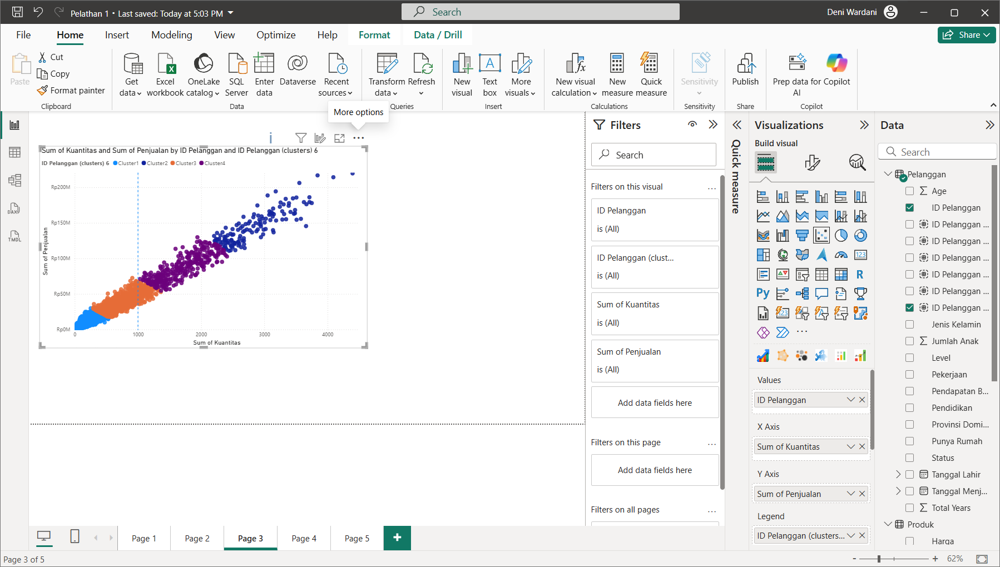 Pelathan 1 • Last saved: Today at 5:03 PM
Search
Deni Wardani
File
Home
Insert
Modeling
View
Optimize
Help
Format
Data / Drill
Share
Paste
Cut
Copy
Format painter
Clipboard
Get data
Excel workbook
OneLake catalog
SQL Server
Enter data
Dataverse
Recent sources
Data
Transform data
Refresh
Queries
New visual
Text box
A
More visuals
Insert
New visual calculation
New measure
Quick measure
Calculations
Sensitivity
Sensitivity
Publish
Share
Prep data for AI
Copilot
Copilot
More options
DAX
TMDL
Sum of Kuantitas and Sum of Penjualan by ID Pelanggan and ID Pelanggan (clusters) 6
ID Pelanggan (clusters) 6
Cluster1
Cluster2
Cluster3
Cluster4
Sum of Penjualan
Rp200M
Rp150M
Rp100M
Rp50M
Rp0M
0
1000
2000
3000
4000
Sum of Kuantitas
Filters
Search
Filters on this visual
ID Pelanggan
is (All)
ID Pelanggan (clust...
is (All)
Sum of Kuantitas
is (All)
Sum of Penjualan
is (All)
Add data fields here
Filters on this page
Add data fields here
Filters on all pages
Quick measure
Visualizations
Build visual
123
R
Py
123
Values
ID Pelanggan
X Axis
Sum of Kuantitas
Y Axis
Sum of Penjualan
Legend
ID Pelanggan (clusters...
Data
Search
Pelanggan
Age
ID Pelanggan
ID Pelanggan ...
ID Pelanggan ...
ID Pelanggan ...
ID Pelanggan ...
ID Pelanggan ...
ID Pelanggan ...
Jenis Kelamin
Jumlah Anak
Level
Pekerjaan
Pendapatan B...
Pendidikan
Provinsi Domi...
Punya Rumah
Status
Tanggal Lahir
Tanggal Menj...
Total Years
Produk
Harga
Page 1
Page 2
Page 3
Page 4
Page 5
Page 3 of 5
62%